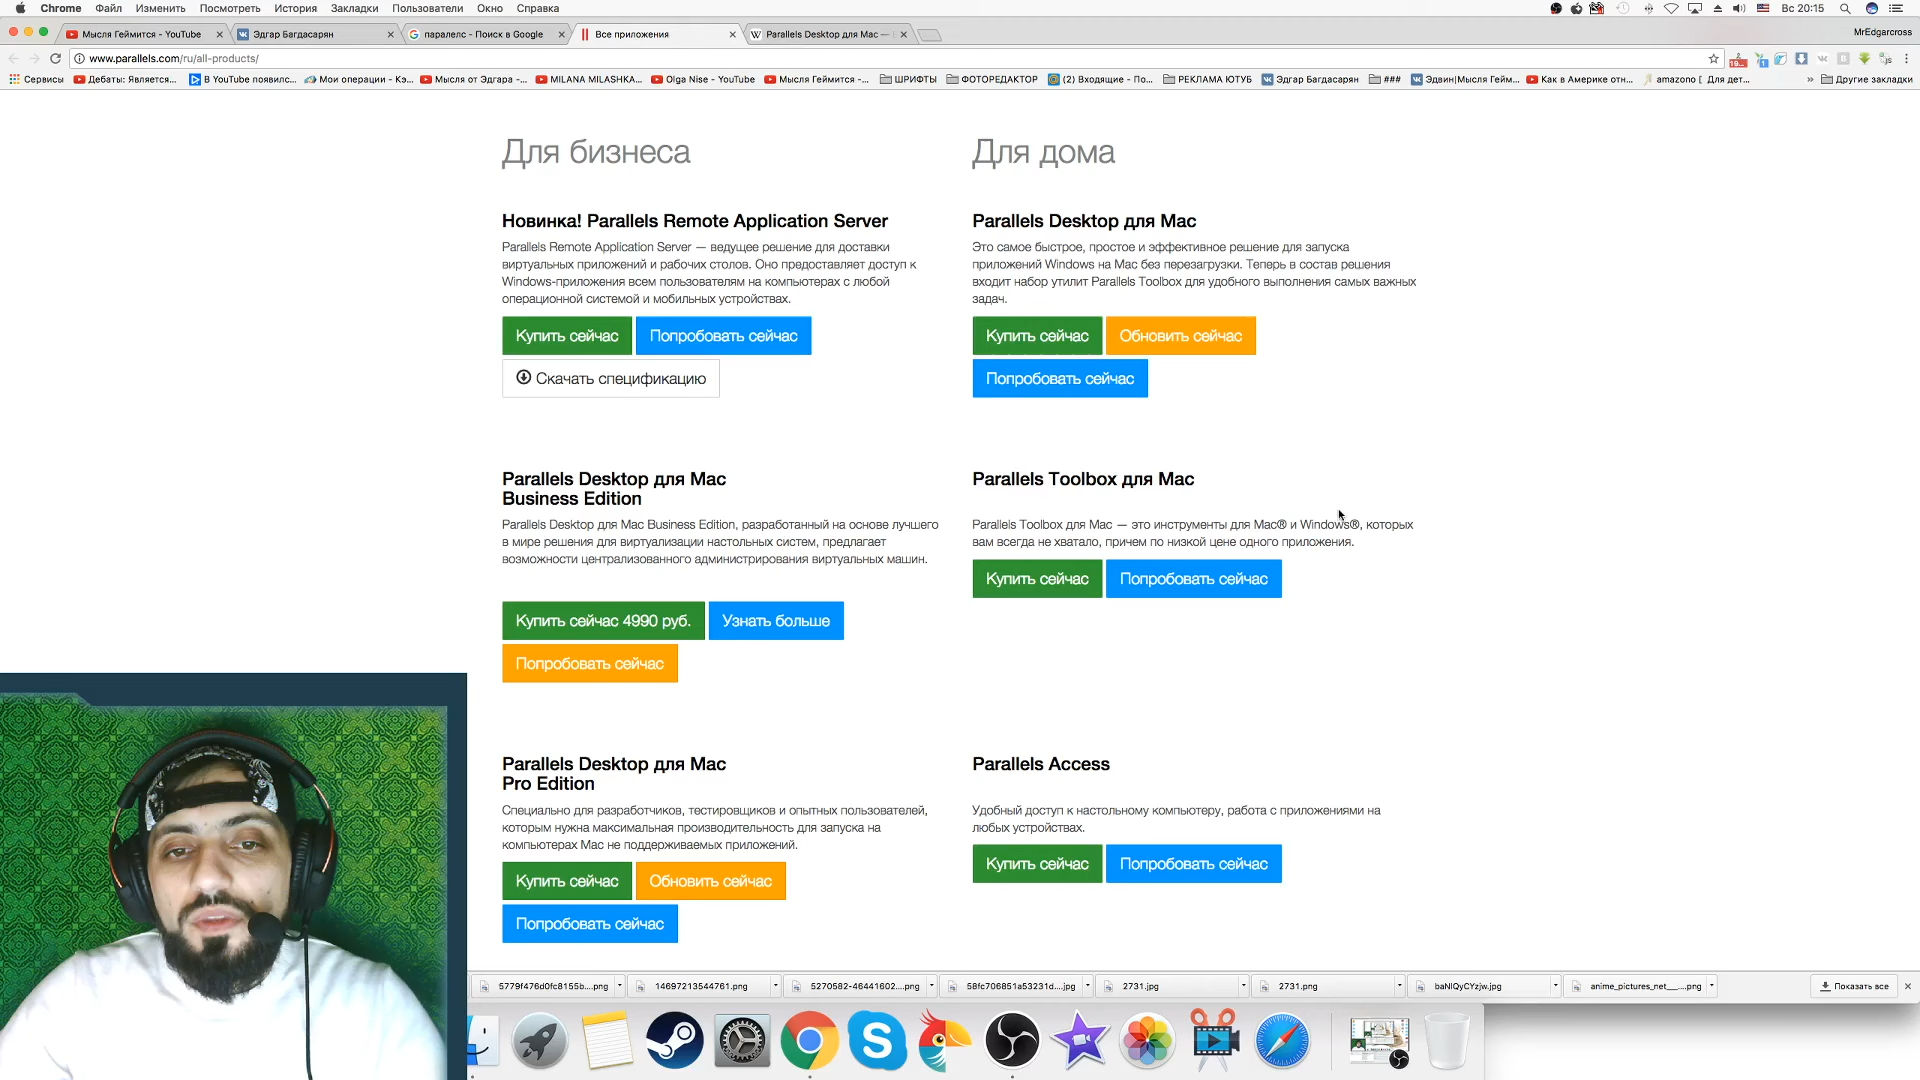 Chrome Файл Изменить Посмотреть История Закладки Пользователи Окно Справка Вс 20:15
Мысля Геймится - YouTube Эдгар Багдасарян паралелс - Поиск в Google Все приложения Parallels Desktop для Mac — MrEdgarcross
www.parallels.com/ru/all-products/
Сервисы Дебаты: Является... В YouTube появилс... Мои операции - Кэ... Мысля от Эдгара -... MILANA MILASHKA... Olga Nise - YouTube Мысля Геймится -... ШРИФТЫ ФОТОРЕДАКТОР (2) Входящие - По... РЕКЛАМА ЮТУБ Эдгар Багдасарян ### Эдвин|Мысля Гейм... Как в Америке отн... amazono [ Для дет... » Другие закладки
Для бизнеса
Новинка! Parallels Remote Application Server
Parallels Remote Application Server — ведущее решение для доставки
виртуальных приложений и рабочих столов. Оно предоставляет доступ к
Windows-приложения всем пользователям на компьютерах с любой
операционной системой и мобильных устройствах.
Купить сейчас Попробовать сейчас
Скачать спецификацию
Parallels Desktop для Mac
Business Edition
Parallels Desktop для Mac Business Edition, разработанный на основе лучшего
в мире решения для виртуализации настольных систем, предлагает
возможности централизованного администрирования виртуальных машин.
Купить сейчас 4990 руб. Узнать больше
Попробовать сейчас
Parallels Desktop для Mac
Pro Edition
Специально для разработчиков, тестировщиков и опытных пользователей,
которым нужна максимальная производительность для запуска на
компьютерах Mac не поддерживаемых приложений.
Купить сейчас Обновить сейчас
Попробовать сейчас
Для дома
Parallels Desktop для Mac
Это самое быстрое, простое и эффективное решение для запуска
приложений Windows на Mac без перезагрузки. Теперь в состав решения
входит набор утилит Parallels Toolbox для удобного выполнения самых важных
задач.
Купить сейчас Обновить сейчас
Попробовать сейчас
Parallels Toolbox для Mac
Parallels Toolbox для Mac — это инструменты для Mac® и Windows®, которых
вам всегда не хватало, причем по низкой цене одного приложения.
Купить сейчас Попробовать сейчас
Parallels Access
Удобный доступ к настольному компьютеру, работа с приложениями на
любых устройствах.
Купить сейчас Попробовать сейчас
5779f476d0fc8155b....png 14697213544761.png 5270582-46441602....png 58fc706851a53231d....jpg 2731.jpg 2731.png baNlQyCYzjw.jpg anime_pictures_net__....png Показать все